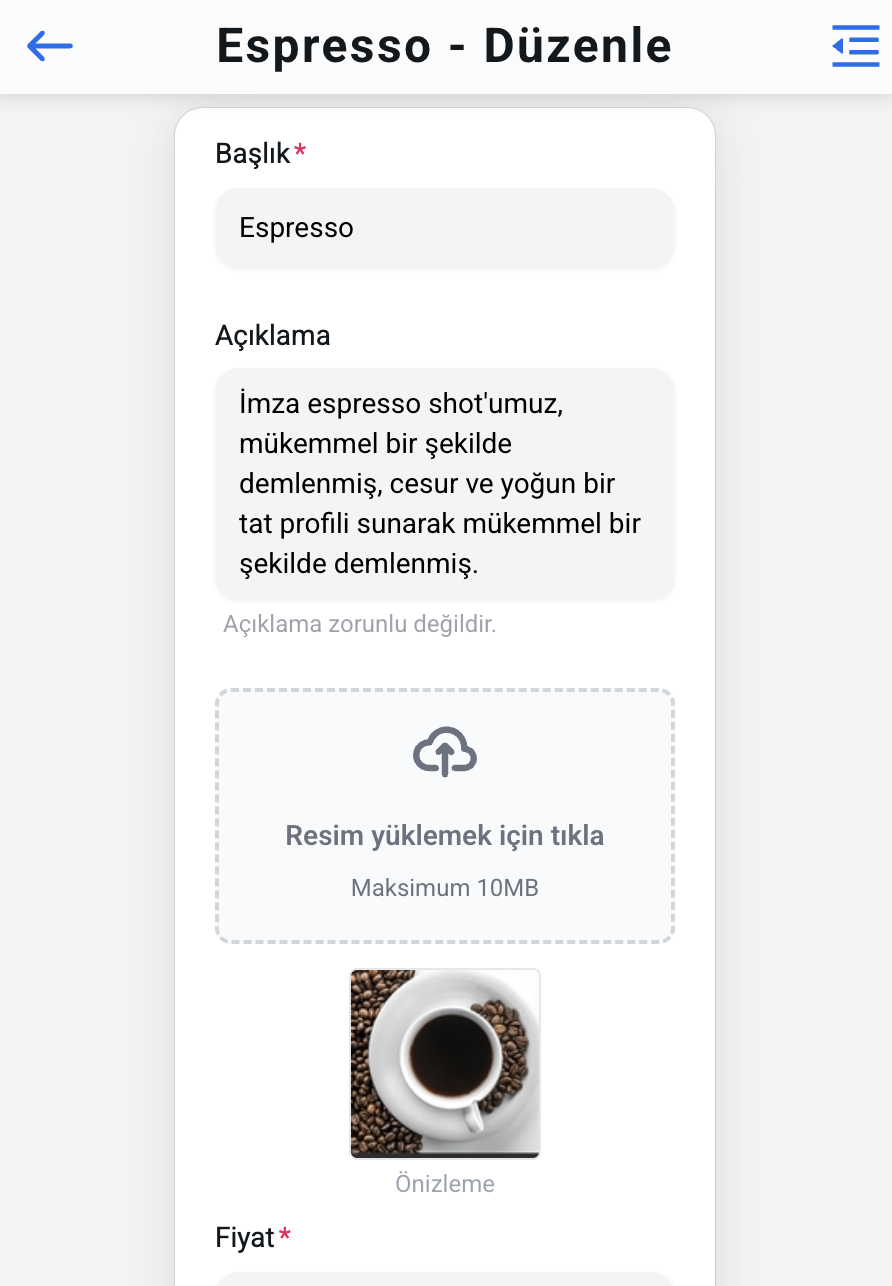 Espresso - Düzenle
Başlık*
Espresso
Açıklama
İmza espresso shot'umuz,
mükemmel bir şekilde
demlenmiş, cesur ve yoğun bir
tat profili sunarak mükemmel bir
şekilde demlenmiş.
Açıklama zorunlu değildir.
Resim yüklemek için tıkla
Maksimum 10MB
Önizleme
Fiyat*